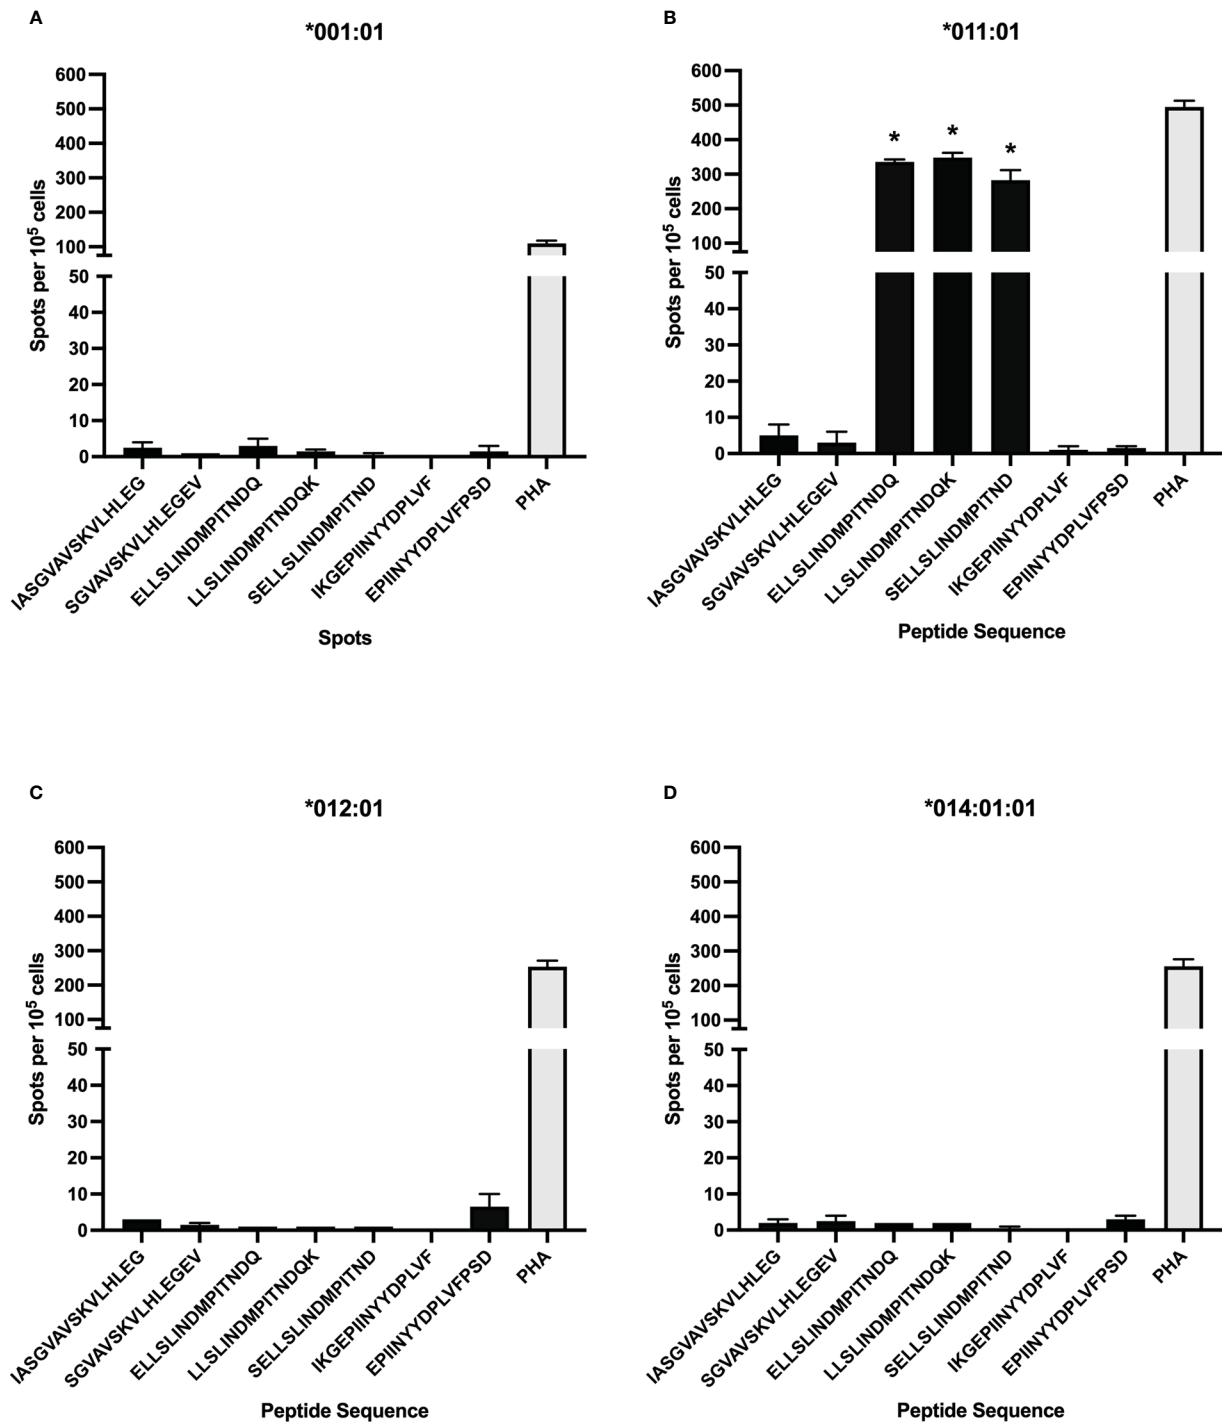 A
*001:01
600
500
400
300
200
100
50
40
30
20
10
0
Spots per 10⁵ cells
IASGVAVSKVLHLEG
SGVAVSKVLHLEGEV
ELLSLINDMPITNDQ
LLSLINDMPITNDQK
SELLSLINDMPITND
IKGEPIINYYDPLVF
EPIINYYDPLVFPSD
PHA
Spots
B
*011:01
600
500
400
300
200
100
50
40
30
20
10
0
Spots per 10⁵ cells
*
*
*
IASGVAVSKVLHLEG
SGVAVSKVLHLEGEV
ELLSLINDMPITNDQ
LLSLINDMPITNDQK
SELLSLINDMPITND
IKGEPIINYYDPLVF
EPIINYYDPLVFPSD
PHA
Peptide Sequence
C
*012:01
600
500
400
300
200
100
50
40
30
20
10
0
Spots per 10⁵ cells
IASGVAVSKVLHLEG
SGVAVSKVLHLEGEV
ELLSLINDMPITNDQ
LLSLINDMPITNDQK
SELLSLINDMPITND
IKGEPIINYYDPLVF
EPIINYYDPLVFPSD
PHA
Peptide Sequence
D
*014:01:01
600
500
400
300
200
100
50
40
30
20
10
0
Spots per 10⁵ cells
IASGVAVSKVLHLEG
SGVAVSKVLHLEGEV
ELLSLINDMPITNDQ
LLSLINDMPITNDQK
SELLSLINDMPITND
IKGEPIINYYDPLVF
EPIINYYDPLVFPSD
PHA
Peptide Sequence